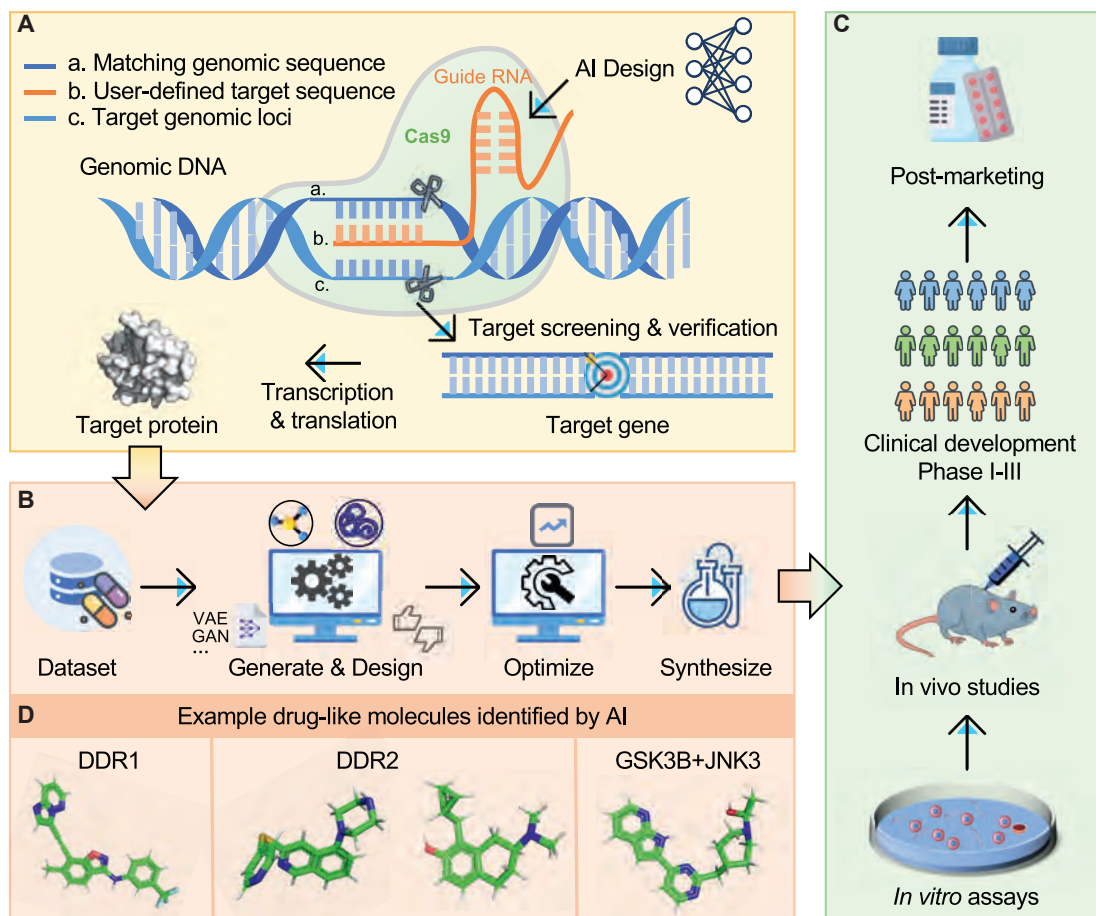 A
a. Matching genomic sequence
b. User-defined target sequence
c. Target genomic loci
Guide RNA
AI Design
Cas9
Genomic DNA
a.
b.
c.
Target screening & verification
Transcription
& translation
Target protein
Target gene
B
VAE
GAN
...
Dataset
Generate & Design
Optimize
Synthesize
C
Post-marketing
Clinical development
Phase I-III
In vivo studies
In vitro assays
D
Example drug-like molecules identified by AI
DDR1
DDR2
GSK3B+JNK3